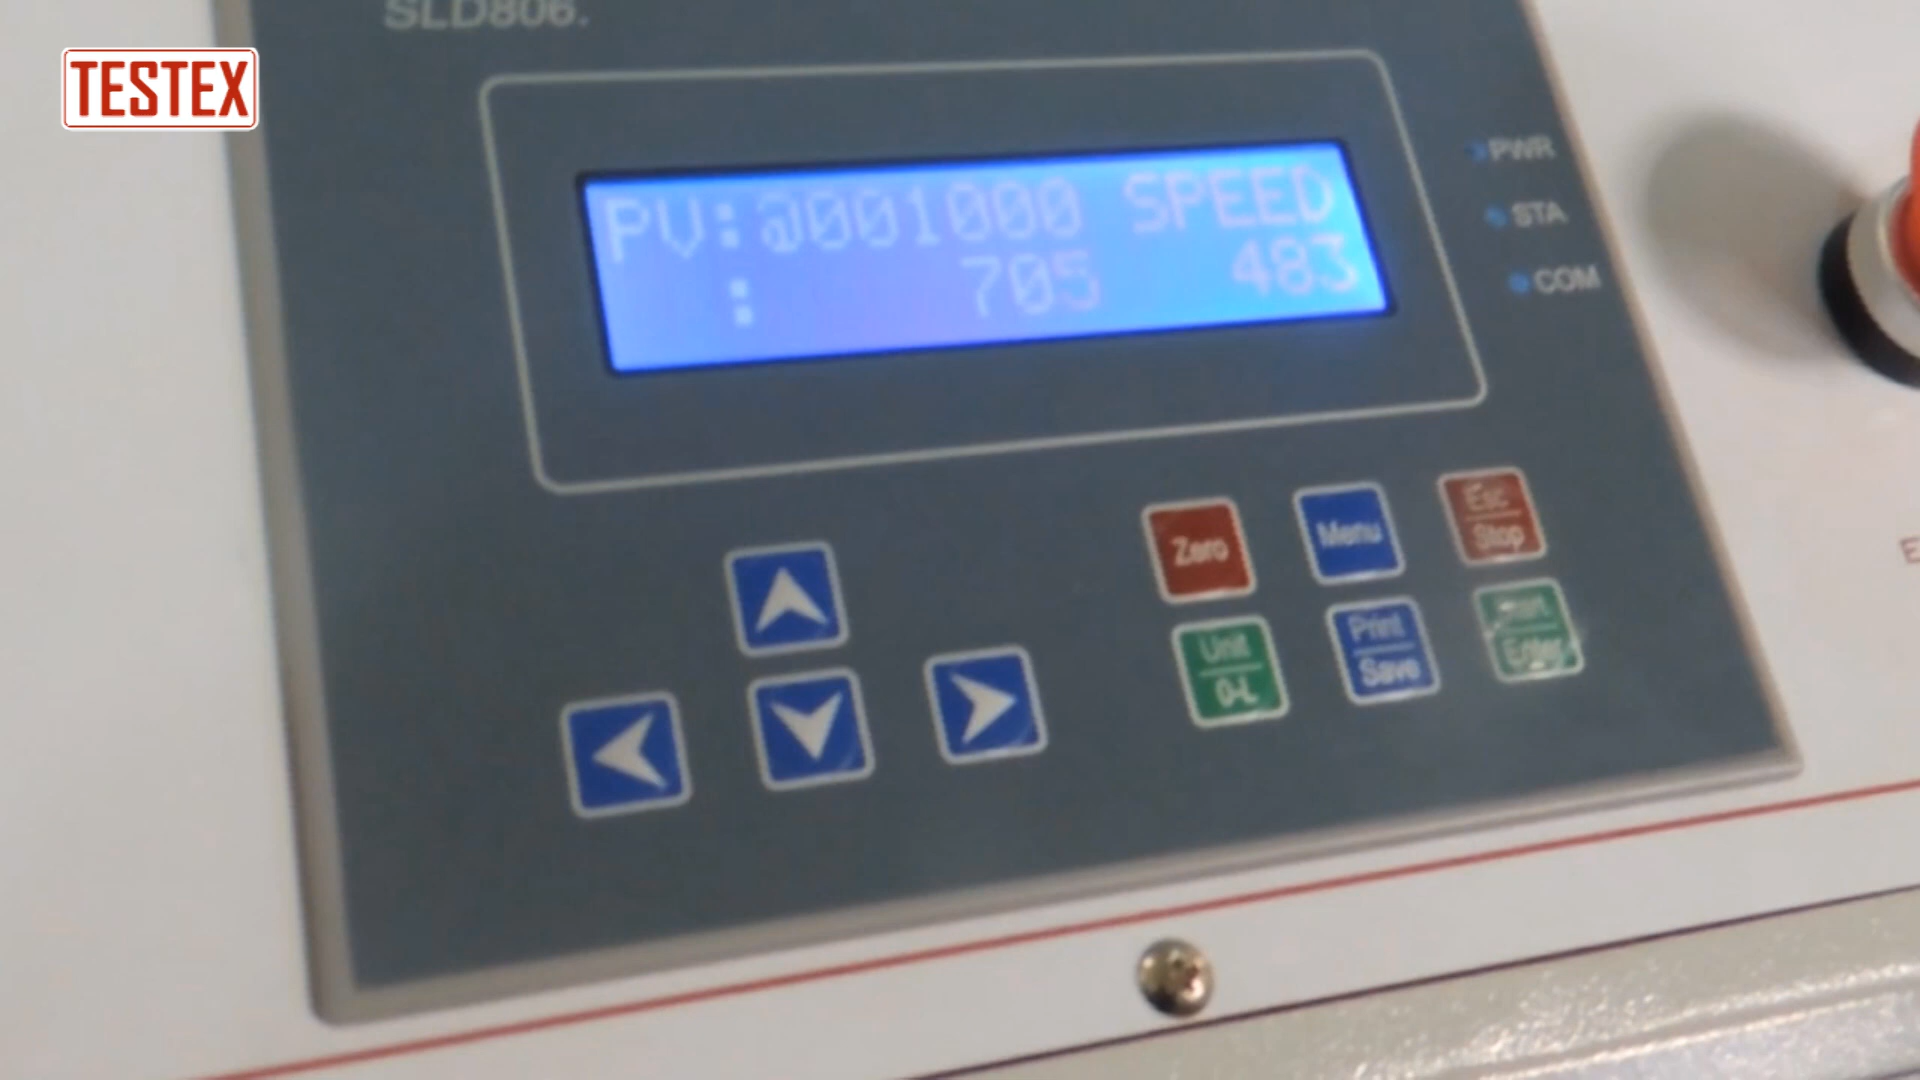 SLD806.
TESTEX
PV:@001000 SPEED
: 705 483
PWR
STA
COM
Zero
Menu
Esc
Stop
Unit
0-L
Print
Save
Start
Enter